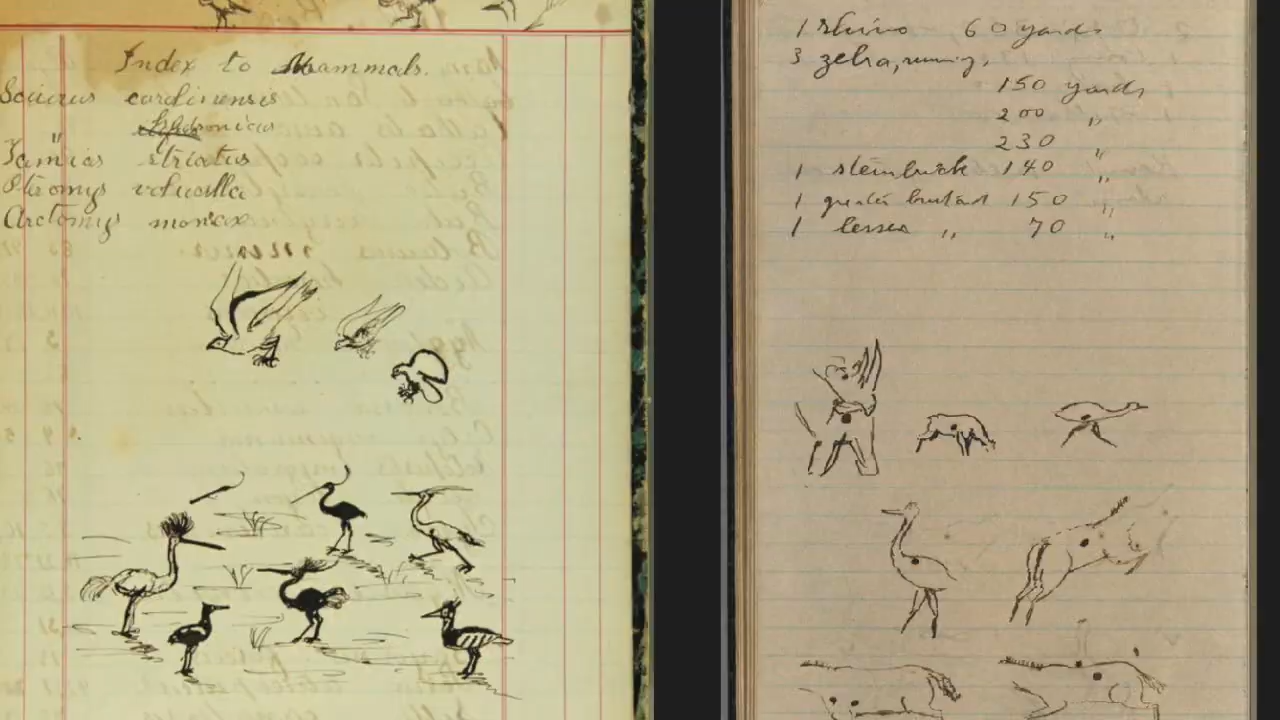 Index to Mammals.
Sciurus carolinensis
" Hudsonicus
Tamias striatus
Pteromys volucella
Arctomys monax
1 rhino 60 yards
3 zebra, running,
150 yards
200 "
230 "
1 steinbuck 140 "
1 greater bustard 150 "
1 lesser " 70 "